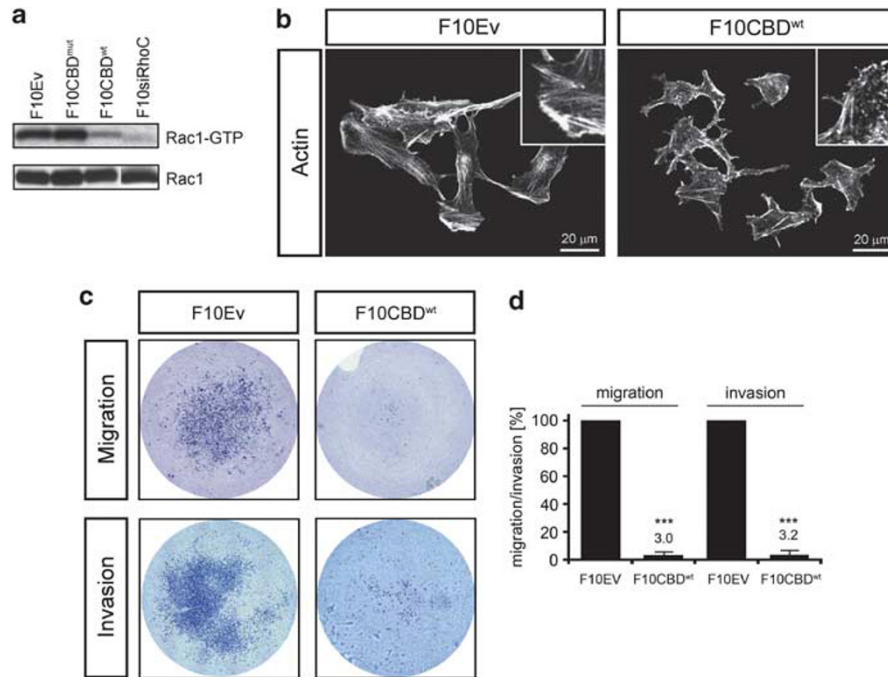 a
F10Ev
F10CBDmut
F10CBDwt
F10siRhoC
Rac1-GTP
Rac1
b
F10Ev
F10CBDwt
Actin
20 μm
20 μm
c
F10Ev
F10CBDwt
Migration
Invasion
d
migration
invasion
migration/invasion [%]
100
80
60
40
20
0
***
3.0
***
3.2
F10EV
F10CBDwt
F10EV
F10CBDwt